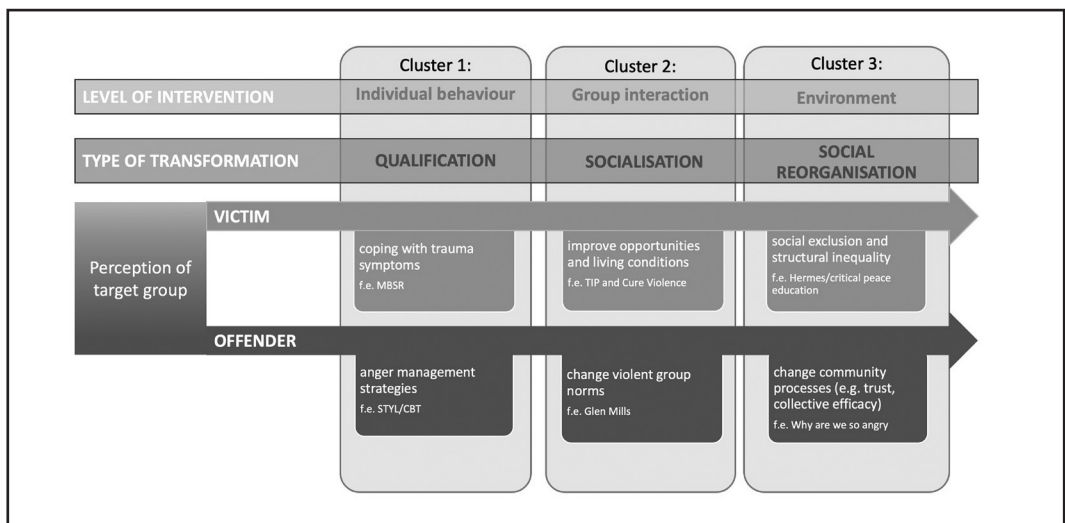 Cluster 1:
Cluster 2:
Cluster 3:
LEVEL OF INTERVENTION
Individual behaviour
Group interaction
Environment
TYPE OF TRANSFORMATION
QUALIFICATION
SOCIALISATION
SOCIAL
REORGANISATION
Perception of
target group
VICTIM
coping with trauma
symptoms
f.e. MBSR
improve opportunities
and living conditions
f.e. TIP and Cure Violence
social exclusion and
structural inequality
f.e. Hermes/critical peace
education
OFFENDER
anger management
strategies
f.e. STYL/CBT
change violent group
norms
f.e. Glen Mills
change community
processes (e.g. trust,
collective efficacy)
f.e. Why are we so angry